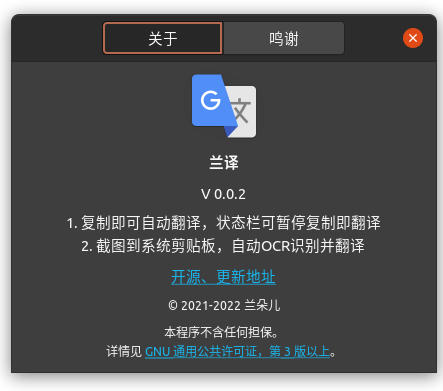 关于
鸣谢
G 文
兰译
V 0.0.2
1. 复制即可自动翻译，状态栏可暂停复制即翻译
2. 截图到系统剪贴板，自动OCR识别并翻译
开源、更新地址
© 2021-2022 兰朵儿
本程序不含任何担保。
详情见 GNU 通用公共许可证，第 3 版以上。